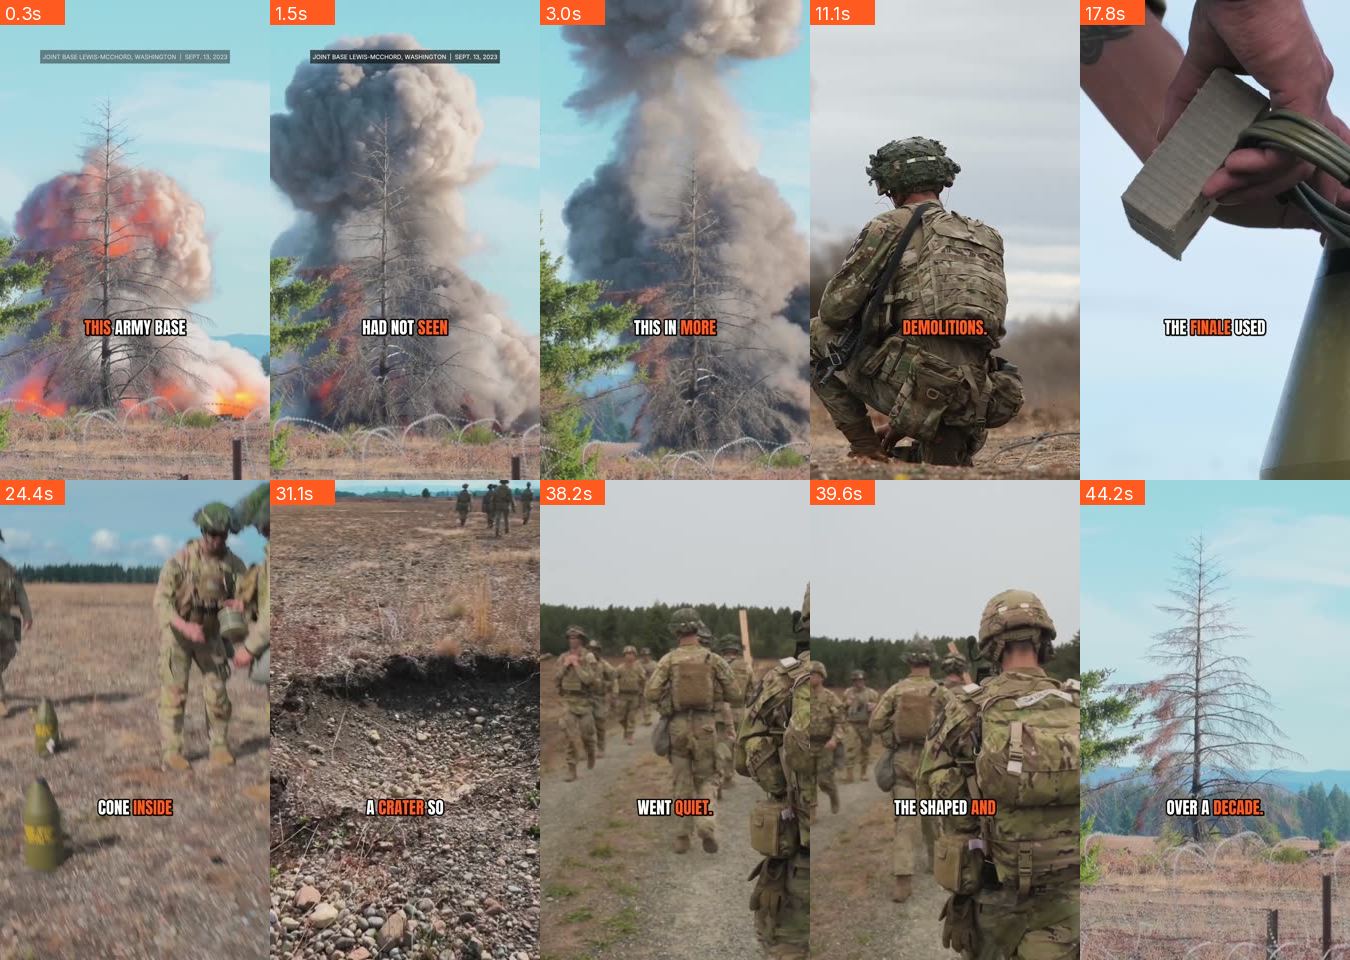 0.3s
JOINT BASE LEWIS-MCCHORD, WASHINGTON | SEPT. 13, 2023
THIS ARMY BASE
1.5s
JOINT BASE LEWIS-MCCHORD, WASHINGTON | SEPT. 13, 2023
HAD NOT SEEN
3.0s
THIS IN MORE
11.1s
DEMOLITIONS.
17.8s
THE FINALE USED
24.4s
CONE INSIDE
31.1s
A CRATER SO
38.2s
WENT QUIET.
39.6s
THE SHAPED AND
44.2s
OVER A DECADE.